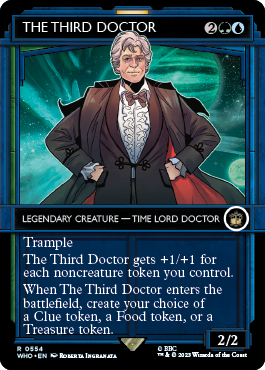 THE THIRD DOCTOR 2
LEGENDARY CREATURE — TIME LORD DOCTOR
Trample
The Third Doctor gets +1/+1 for
each noncreature token you control.
When The Third Doctor enters the
battlefield, create your choice of
a Clue token, a Food token, or a
Treasure token.
2/2
R 0554 © BBC
WHO • EN ROBERTA INGRANATA ™ & © 2023 Wizards of the Coast